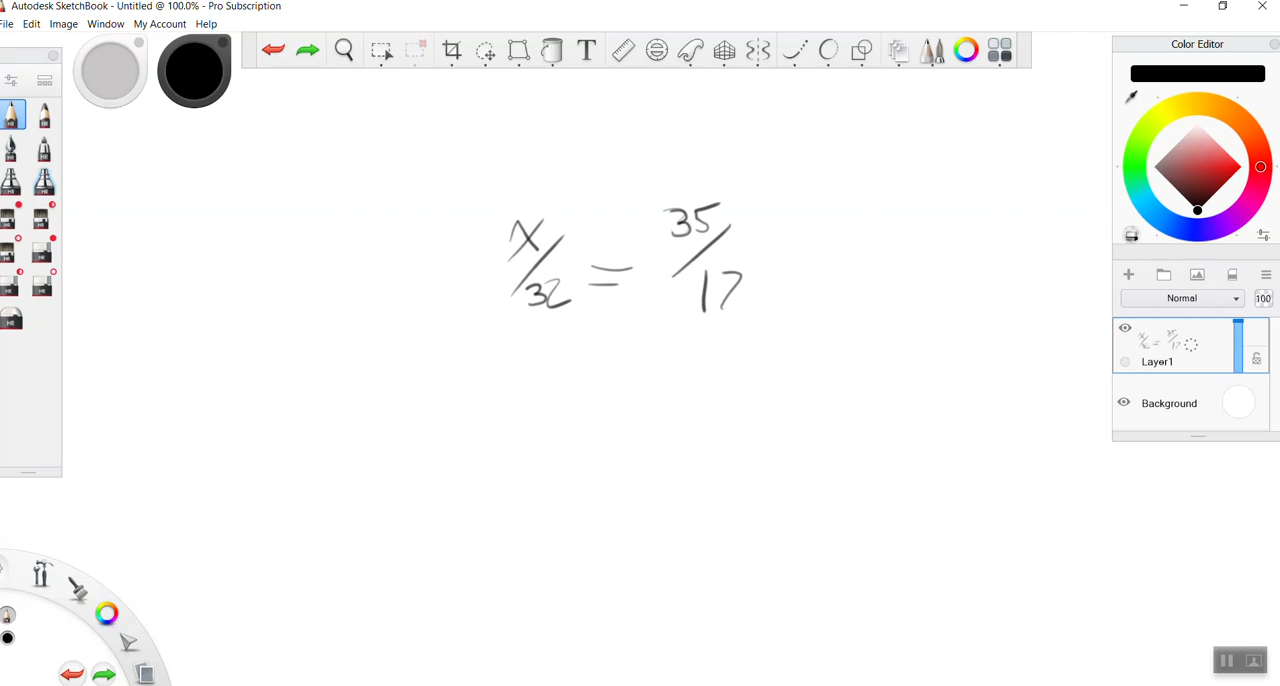 Autodesk SketchBook - Untitled @ 100.0% - Pro Subscription
File Edit Image Window My Account Help
Color Editor
x/32 = 35/17
Normal 100
Layer1
Background